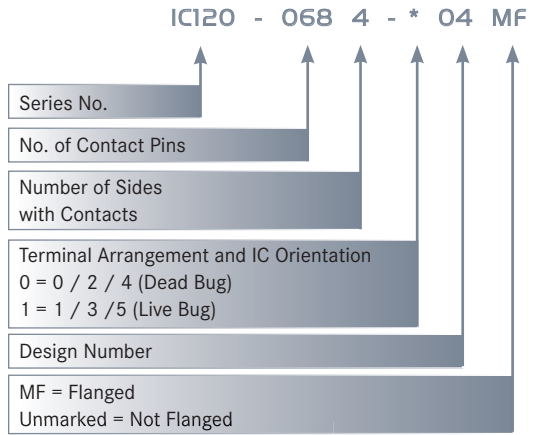 IC120 - 068 4 - * 04 MF
Series No.
No. of Contact Pins
Number of Sides
with Contacts
Terminal Arrangement and IC Orientation
0 = 0 / 2 / 4 (Dead Bug)
1 = 1 / 3 /5 (Live Bug)
Design Number
MF = Flanged
Unmarked = Not Flanged